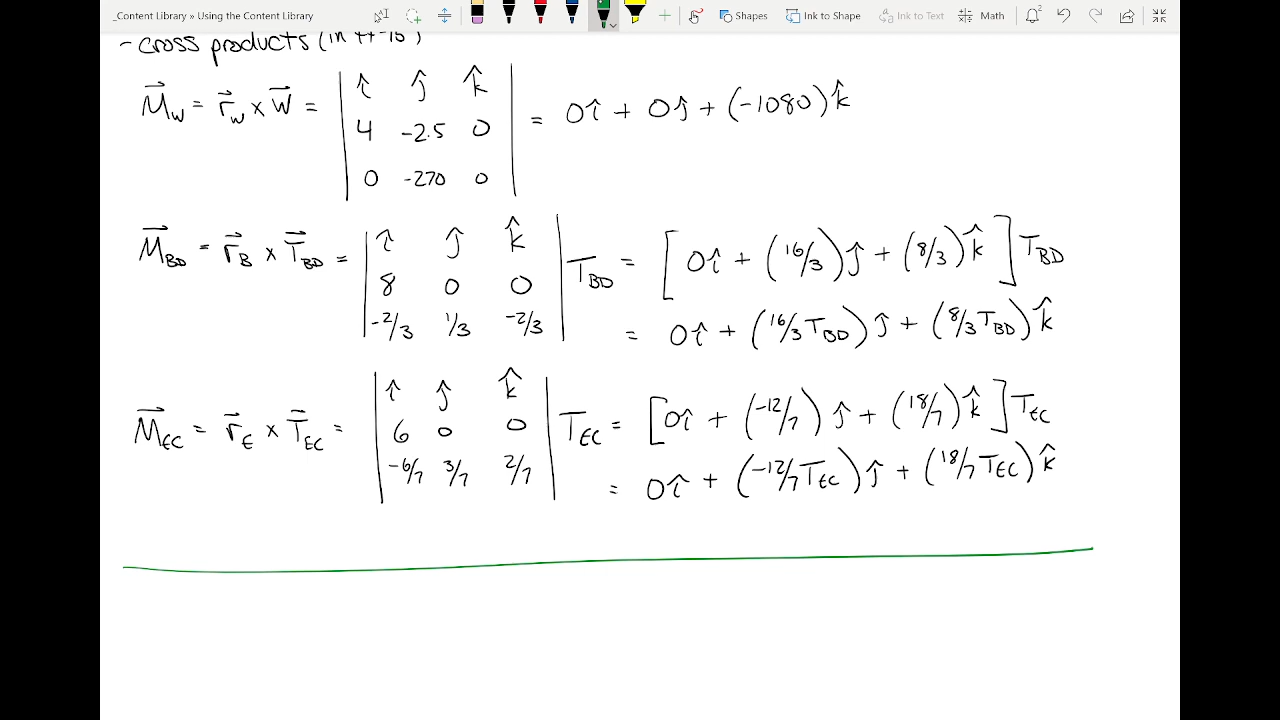 _Content Library » Using the Content Library
Shapes Ink to Shape Ink to Text Math
- cross products (in ft-lb)
M⃗_W = r⃗_W × W⃗ = | î ĵ k̂ | = 0î + 0ĵ + (-1080)k̂
4 -2.5 0
0 -270 0
M⃗_BD = r⃗_B × T⃗_BD = | î ĵ k̂ | T_BD = [0î + (16/3)ĵ + (8/3)k̂] T_BD
8 0 0
-2/3 1/3 -2/3
= 0î + (16/3 T_BD)ĵ + (8/3 T_BD)k̂
M⃗_EC = r⃗_E × T⃗_EC = | î ĵ k̂ | T_EC = [0î + (-12/7)ĵ + (18/7)k̂] T_EC
6 0 0
-6/7 3/7 2/7
= 0î + (-12/7 T_EC)ĵ + (18/7 T_EC)k̂